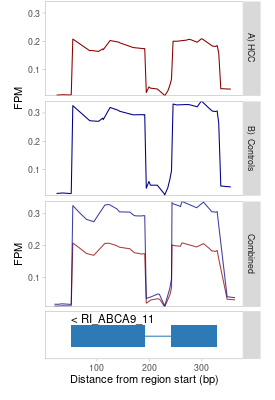 0.3
0.2
0.1
FPM
A) HCC
0.3
0.2
0.1
FPM
B) Controls
0.3
0.2
0.1
FPM
Combined
< RI_ABCA9_11
100
200
300
Distance from region start (bp)